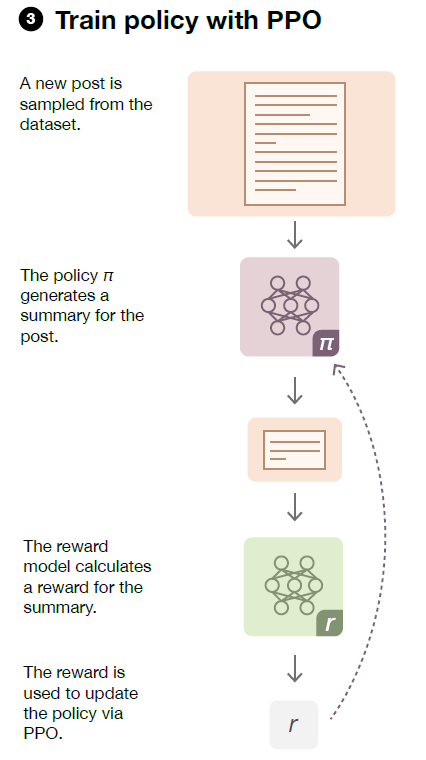 3 Train policy with PPO
A new post is
sampled from the
dataset.
The policy π
generates a
summary for the
post.
π
The reward
model calculates
a reward for the
summary.
r
The reward is
used to update
the policy via
PPO.
r